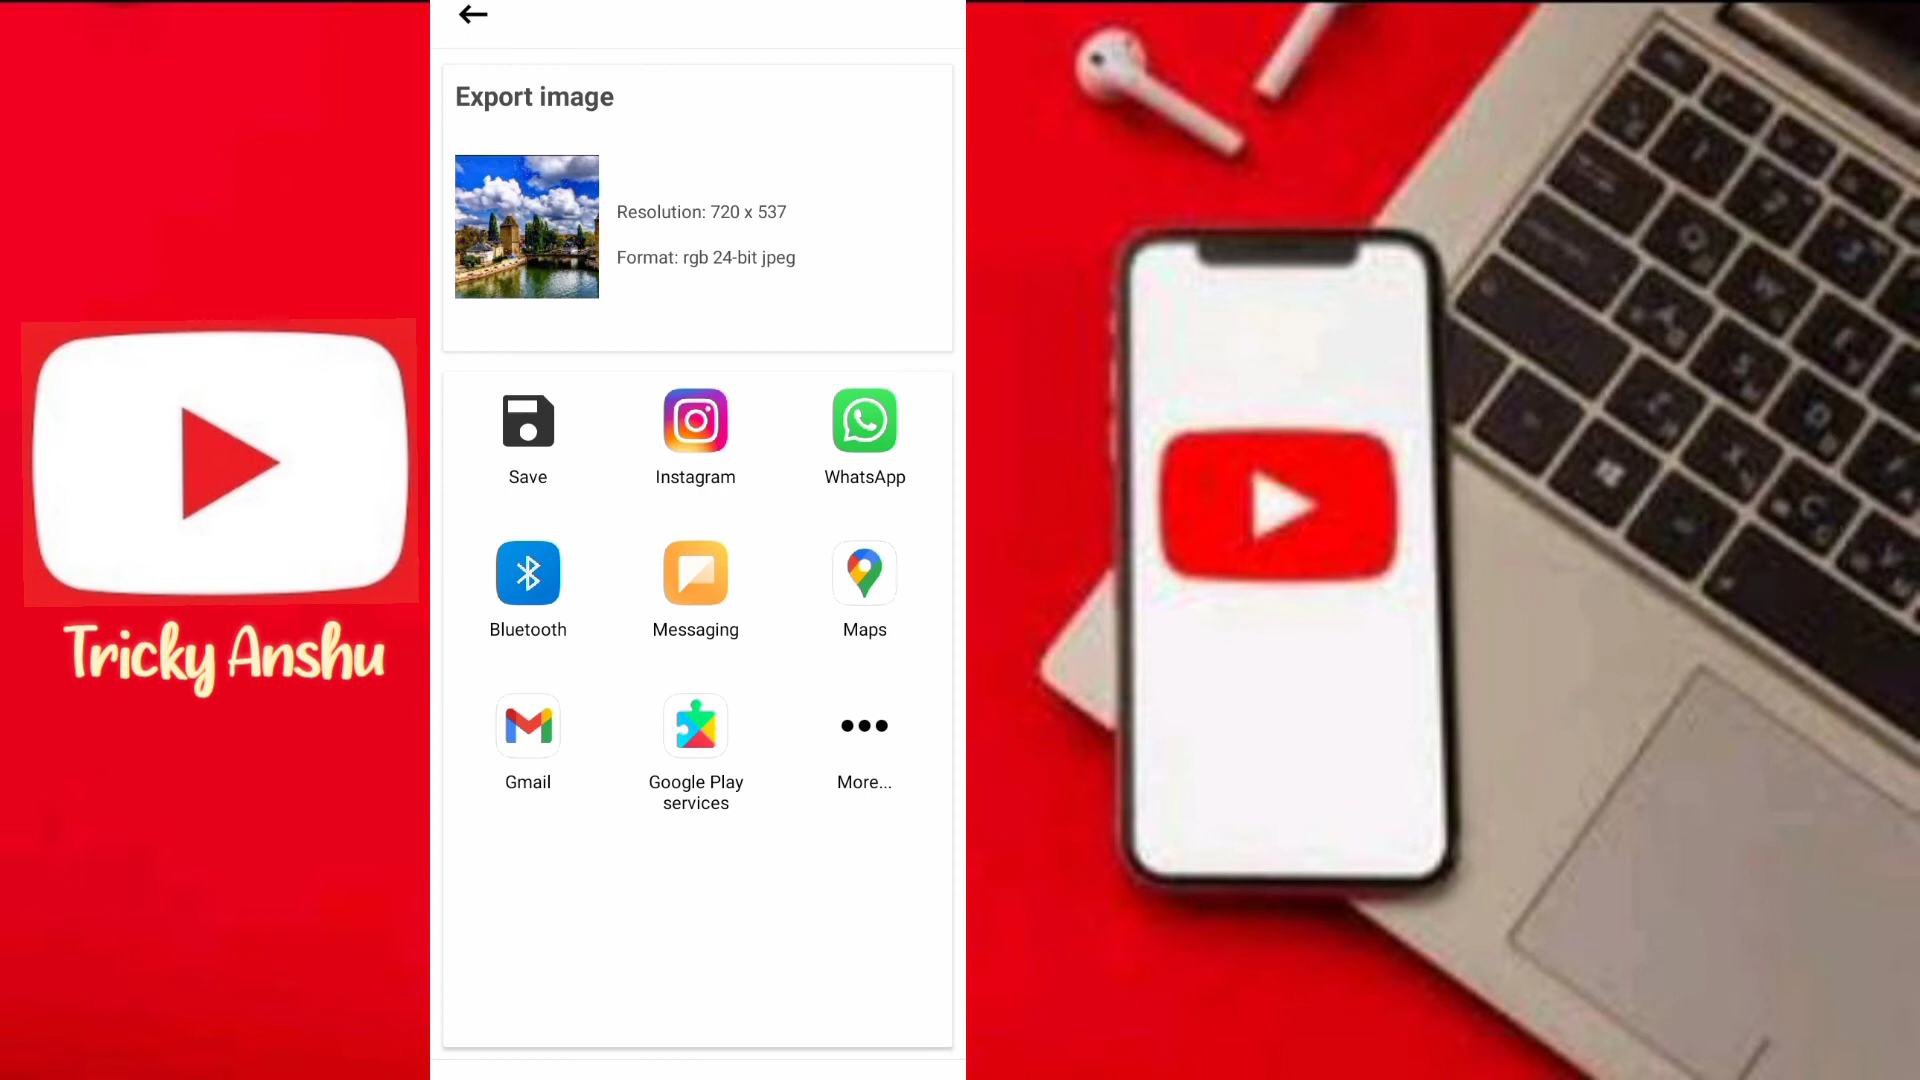 Tricky Anshu
Export image
Resolution: 720 x 537
Format: rgb 24-bit jpeg
Save
Instagram
WhatsApp
Bluetooth
Messaging
Maps
Gmail
Google Play
services
More...